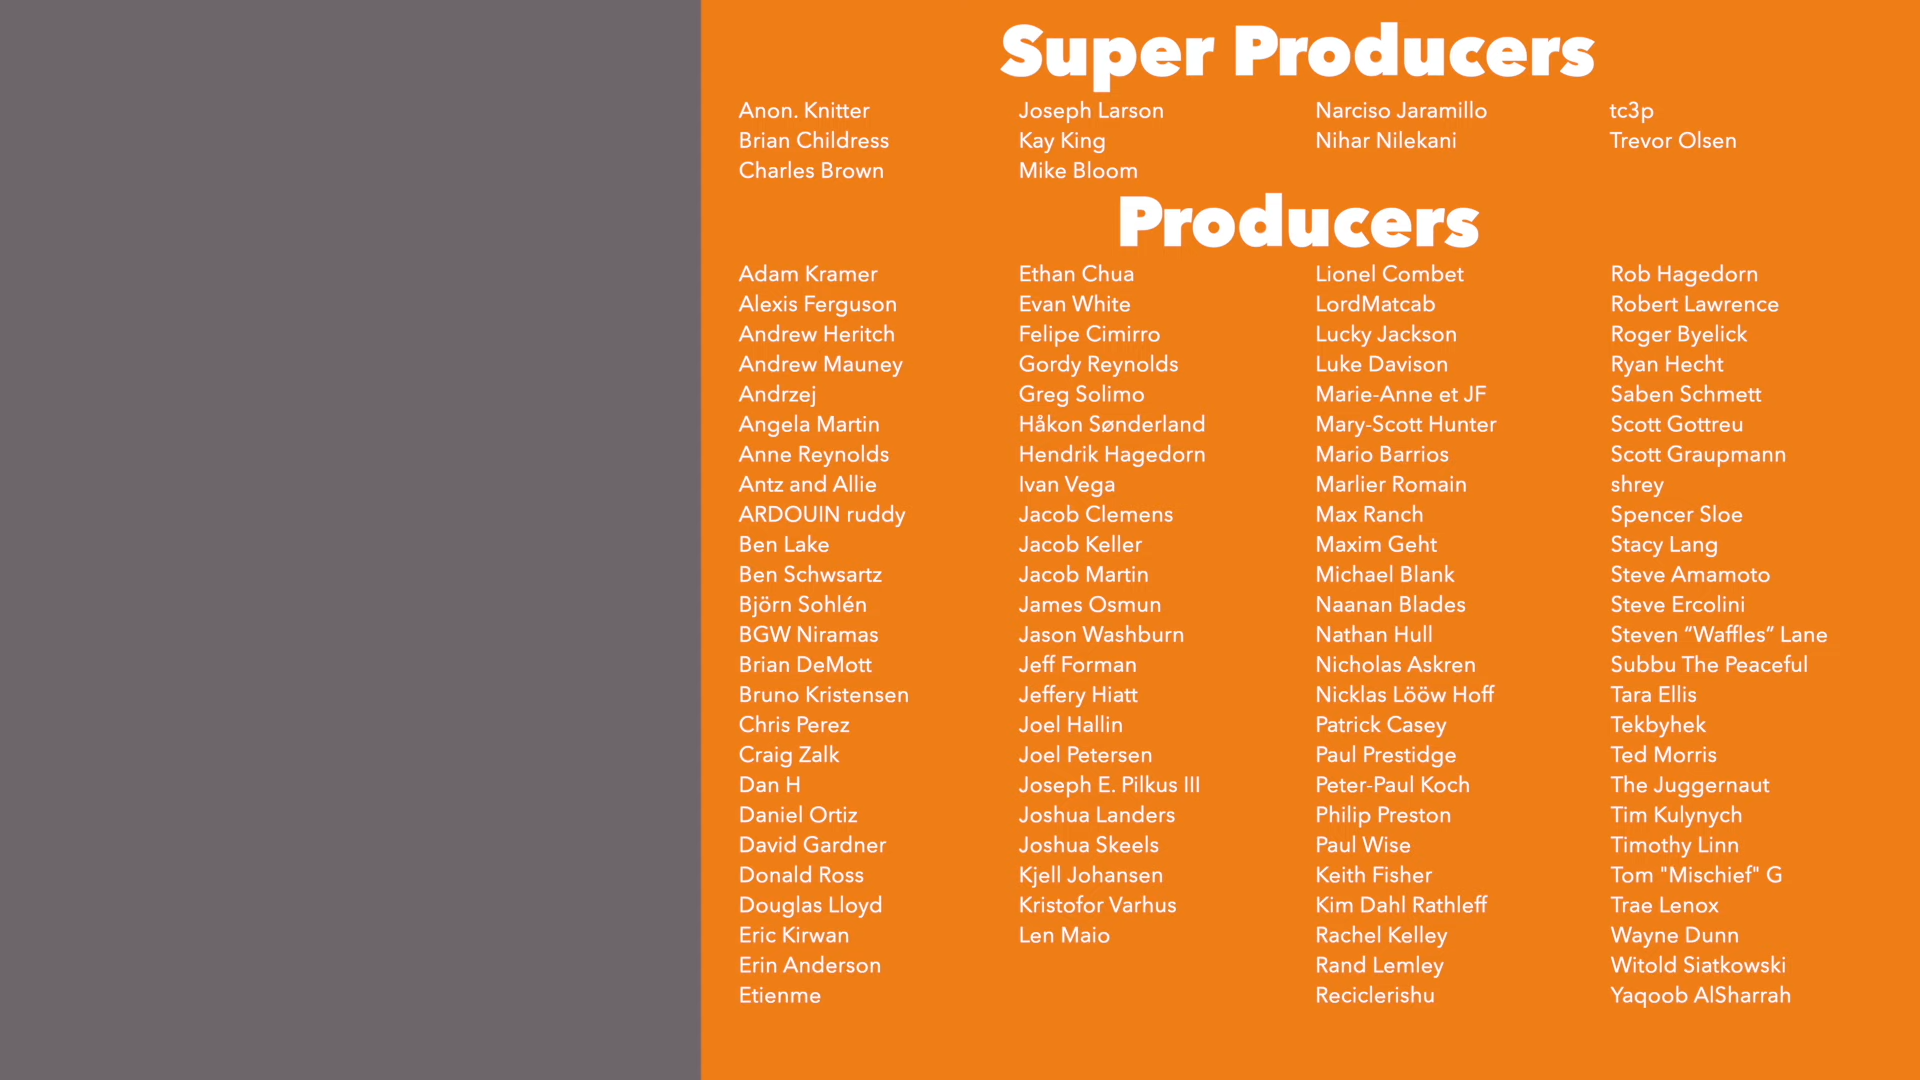 Super Producers
Anon. Knitter
Brian Childress
Charles Brown
Joseph Larson
Kay King
Mike Bloom
Narciso Jaramillo
Nihar Nilekani
tc3p
Trevor Olsen
Producers
Adam Kramer
Alexis Ferguson
Andrew Heritch
Andrew Mauney
Andrzej
Angela Martin
Anne Reynolds
Antz and Allie
ARDOUIN ruddy
Ben Lake
Ben Schwsartz
Björn Sohlén
BGW Niramas
Brian DeMott
Bruno Kristensen
Chris Perez
Craig Zalk
Dan H
Daniel Ortiz
David Gardner
Donald Ross
Douglas Lloyd
Eric Kirwan
Erin Anderson
Etienme
Ethan Chua
Evan White
Felipe Cimirro
Gordy Reynolds
Greg Solimo
Håkon Sønderland
Hendrik Hagedorn
Ivan Vega
Jacob Clemens
Jacob Keller
Jacob Martin
James Osmun
Jason Washburn
Jeff Forman
Jeffery Hiatt
Joel Hallin
Joel Petersen
Joseph E. Pilkus III
Joshua Landers
Joshua Skeels
Kjell Johansen
Kristofor Varhus
Len Maio
Lionel Combet
LordMatcab
Lucky Jackson
Luke Davison
Marie-Anne et JF
Mary-Scott Hunter
Mario Barrios
Marlier Romain
Max Ranch
Maxim Geht
Michael Blank
Naanan Blades
Nathan Hull
Nicholas Askren
Nicklas Lööw Hoff
Patrick Casey
Paul Prestidge
Peter-Paul Koch
Philip Preston
Paul Wise
Keith Fisher
Kim Dahl Rathleff
Rachel Kelley
Rand Lemley
Reciclerishu
Rob Hagedorn
Robert Lawrence
Roger Byelick
Ryan Hecht
Saben Schmett
Scott Gottreu
Scott Graupmann
shrey
Spencer Sloe
Stacy Lang
Steve Amamoto
Steve Ercolini
Steven “Waffles” Lane
Subbu The Peaceful
Tara Ellis
Tekbyhek
Ted Morris
The Juggernaut
Tim Kulynych
Timothy Linn
Tom "Mischief" G
Trae Lenox
Wayne Dunn
Witold Siatkowski
Yaqoob AlSharrah